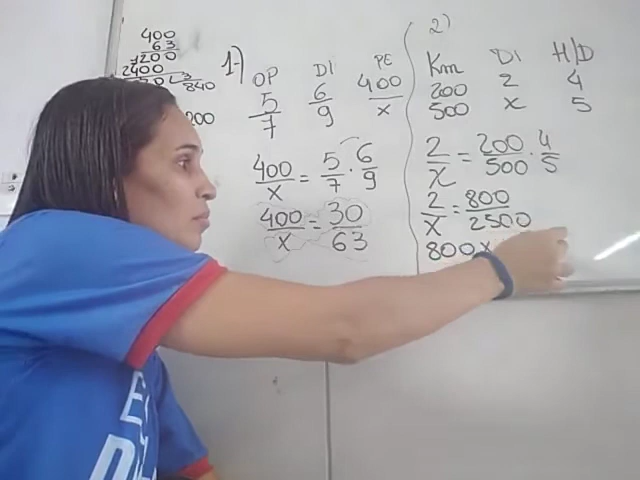 400
63
1200
2400
3
840
200
1-)
OP DI PE
5 6 400
7 9 x
400/x = 5/7 . 6/9
400/x = 30/63
2)
Km DI H/D
200 2 4
500 x 5
2/x = 200/500 . 4/5
2/x = 800/2500
800x